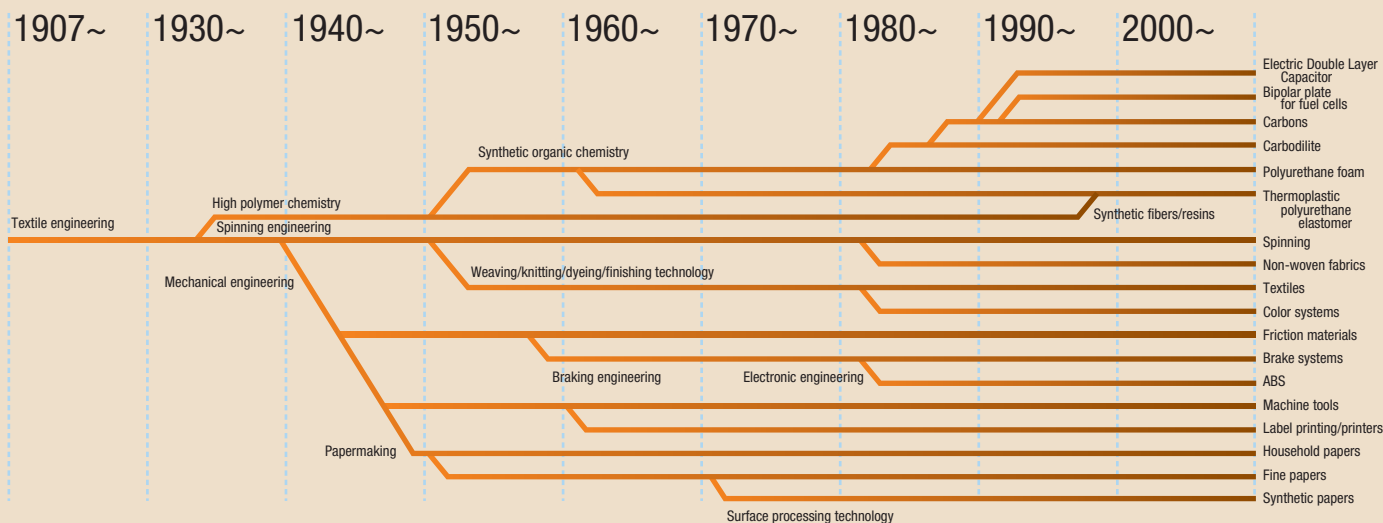 1907~ 1930~ 1940~ 1950~ 1960~ 1970~ 1980~ 1990~ 2000~
Electric Double Layer
Capacitor
Bipolar plate
for fuel cells
Carbons
Carbodilite
Synthetic organic chemistry
Polyurethane foam
Thermoplastic
polyurethane
elastomer
High polymer chemistry
Synthetic fibers/resins
Textile engineering
Spinning engineering
Spinning
Non-woven fabrics
Mechanical engineering
Weaving/knitting/dyeing/finishing technology
Textiles
Color systems
Friction materials
Brake systems
Braking engineering
Electronic engineering
ABS
Machine tools
Label printing/printers
Papermaking
Household papers
Fine papers
Synthetic papers
Surface processing technology